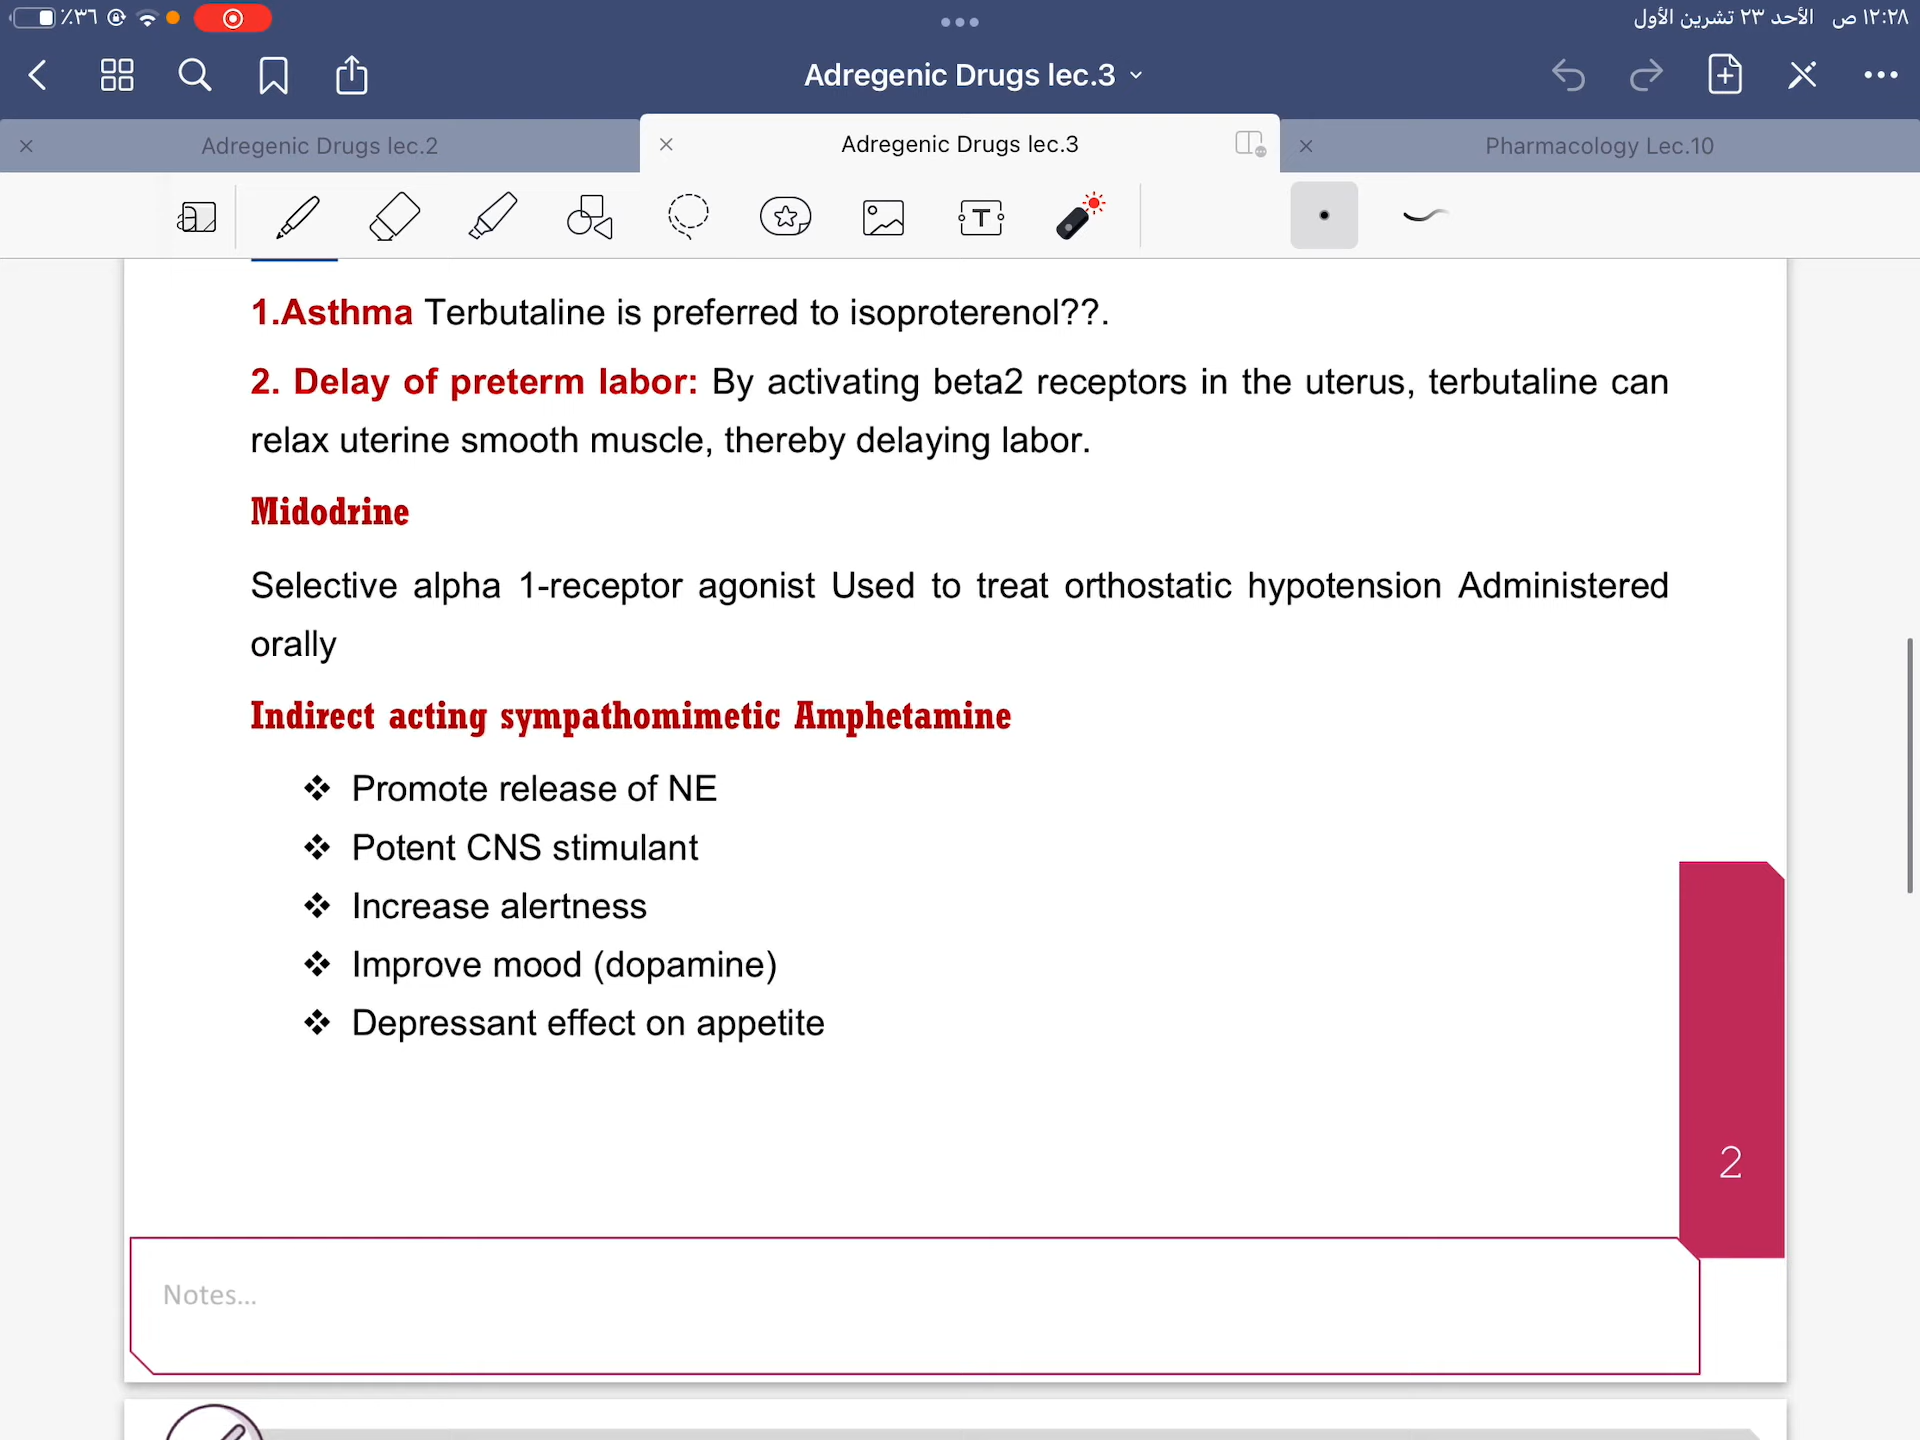 ٪٣٦
١٢:٢٨ ص الأحد ٢٣ تشرين الأول
Adregenic Drugs lec.3
Adregenic Drugs lec.2
Adregenic Drugs lec.3
Pharmacology Lec.10
1.Asthma Terbutaline is preferred to isoproterenol??.
2. Delay of preterm labor: By activating beta2 receptors in the uterus, terbutaline can
relax uterine smooth muscle, thereby delaying labor.
Midodrine
Selective alpha 1-receptor agonist Used to treat orthostatic hypotension Administered
orally
Indirect acting sympathomimetic Amphetamine
❖ Promote release of NE
❖ Potent CNS stimulant
❖ Increase alertness
❖ Improve mood (dopamine)
❖ Depressant effect on appetite
2
Notes...